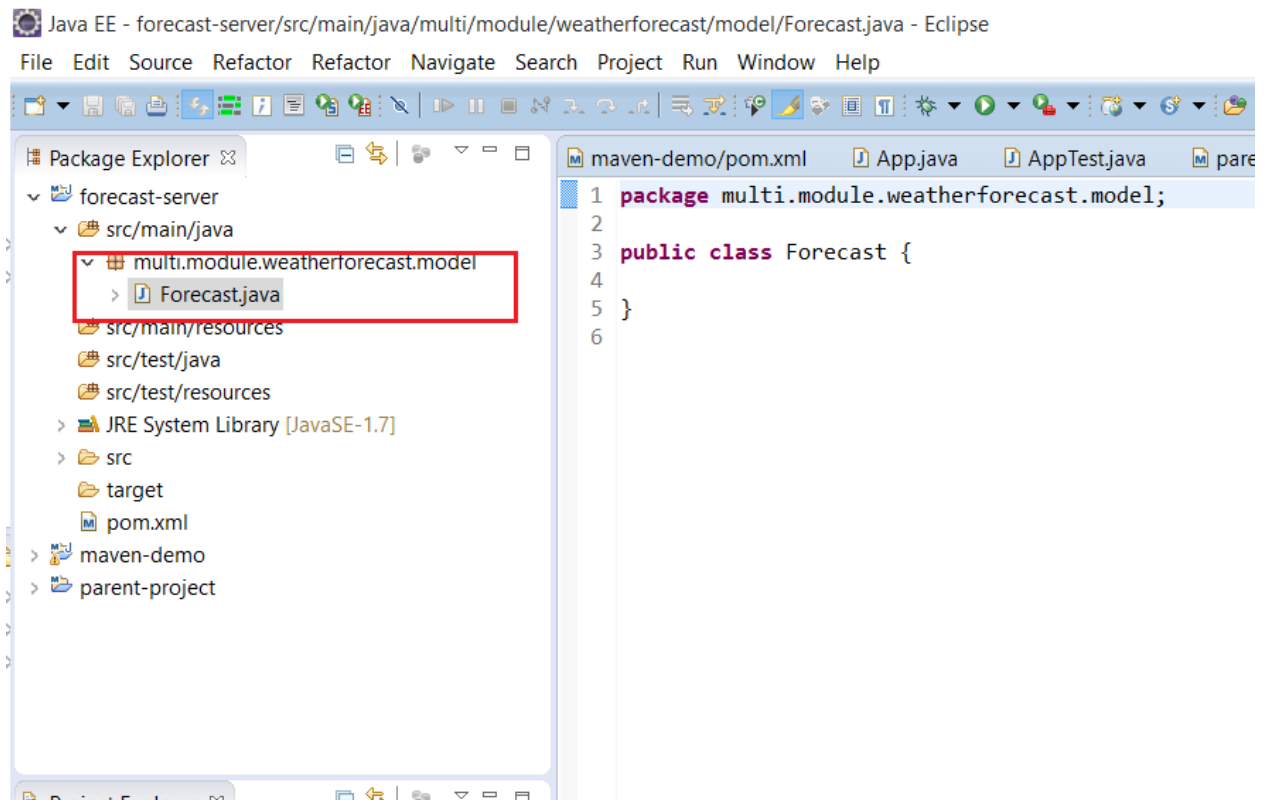 Java EE - forecast-server/src/main/java/multi/module/weatherforecast/model/Forecast.java - Eclipse
File Edit Source Refactor Refactor Navigate Search Project Run Window Help
Package Explorer
forecast-server
src/main/java
multi.module.weatherforecast.model
Forecast.java
src/main/resources
src/test/java
src/test/resources
JRE System Library [JavaSE-1.7]
src
target
pom.xml
maven-demo
parent-project
maven-demo/pom.xml App.java AppTest.java pare
1 package multi.module.weatherforecast.model;
2
3 public class Forecast {
4
5 }
6